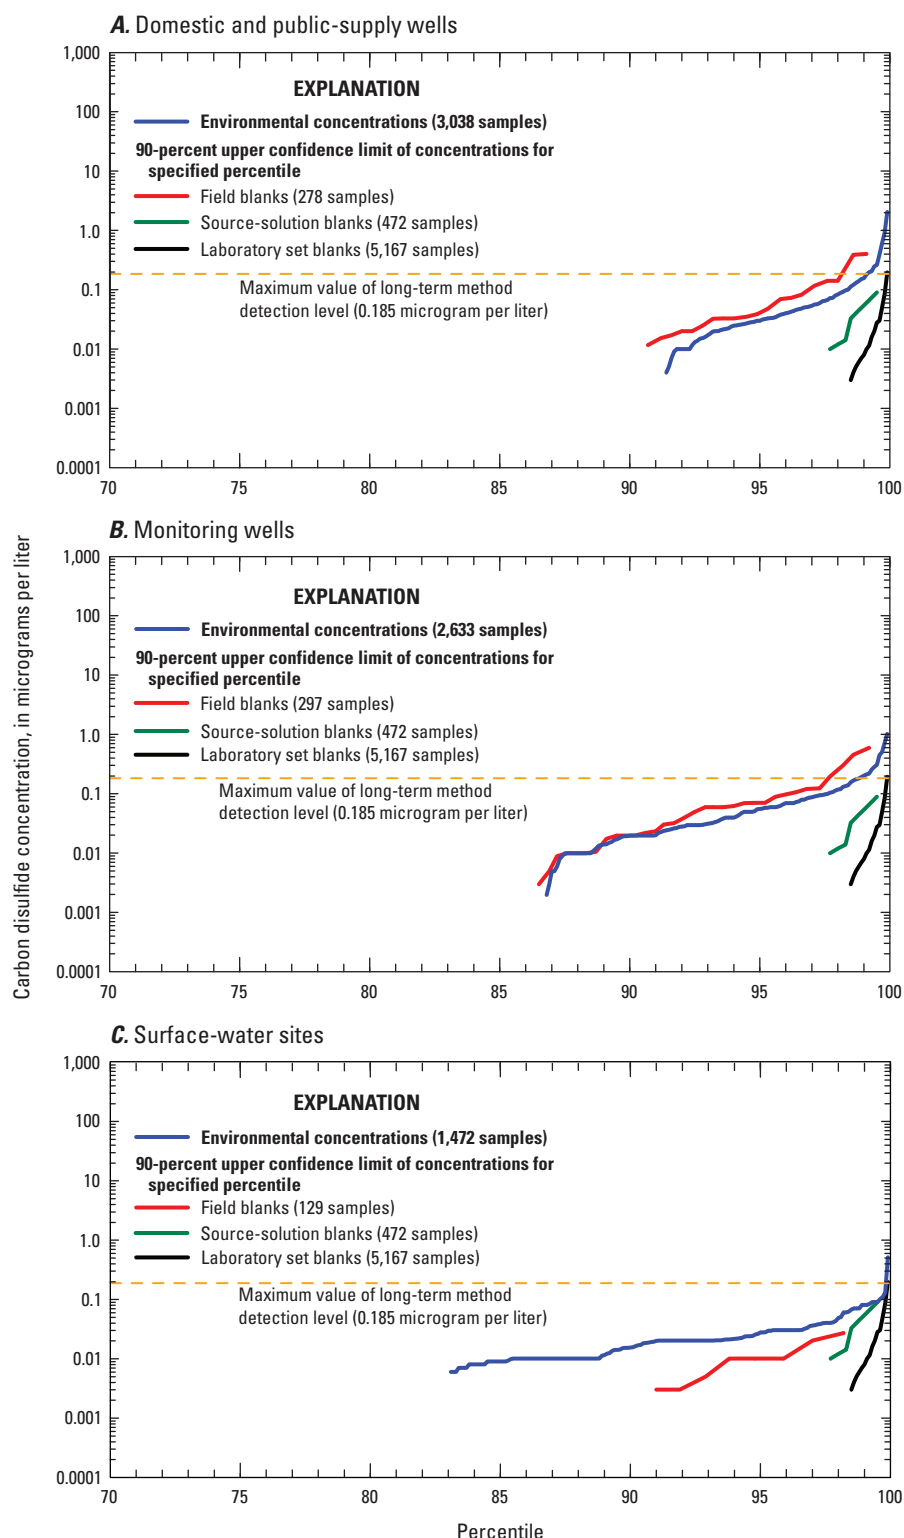 A. Domestic and public-supply wells
1,000
EXPLANATION
100
Environmental concentrations (3,038 samples)
90-percent upper confidence limit of concentrations for
specified percentile
10
Field blanks (278 samples)
Source-solution blanks (472 samples)
1.0
Laboratory set blanks (5,167 samples)
Maximum value of long-term method
0.1
detection level (0.185 microgram per liter)
0.01
0.001
0.0001
70 75 80 85 90 95 100
B. Monitoring wells
1,000
EXPLANATION
100
Environmental concentrations (2,633 samples)
90-percent upper confidence limit of concentrations for
specified percentile
10
Field blanks (297 samples)
Source-solution blanks (472 samples)
1.0
Laboratory set blanks (5,167 samples)
Maximum value of long-term method
0.1
detection level (0.185 microgram per liter)
0.01
0.001
0.0001
70 75 80 85 90 95 100
Carbon disulfide concentration, in micrograms per liter
C. Surface-water sites
1,000
EXPLANATION
100
Environmental concentrations (1,472 samples)
90-percent upper confidence limit of concentrations for
specified percentile
10
Field blanks (129 samples)
Source-solution blanks (472 samples)
1.0
Laboratory set blanks (5,167 samples)
Maximum value of long-term method
0.1
detection level (0.185 microgram per liter)
0.01
0.001
0.0001
70 75 80 85 90 95 100
Percentile